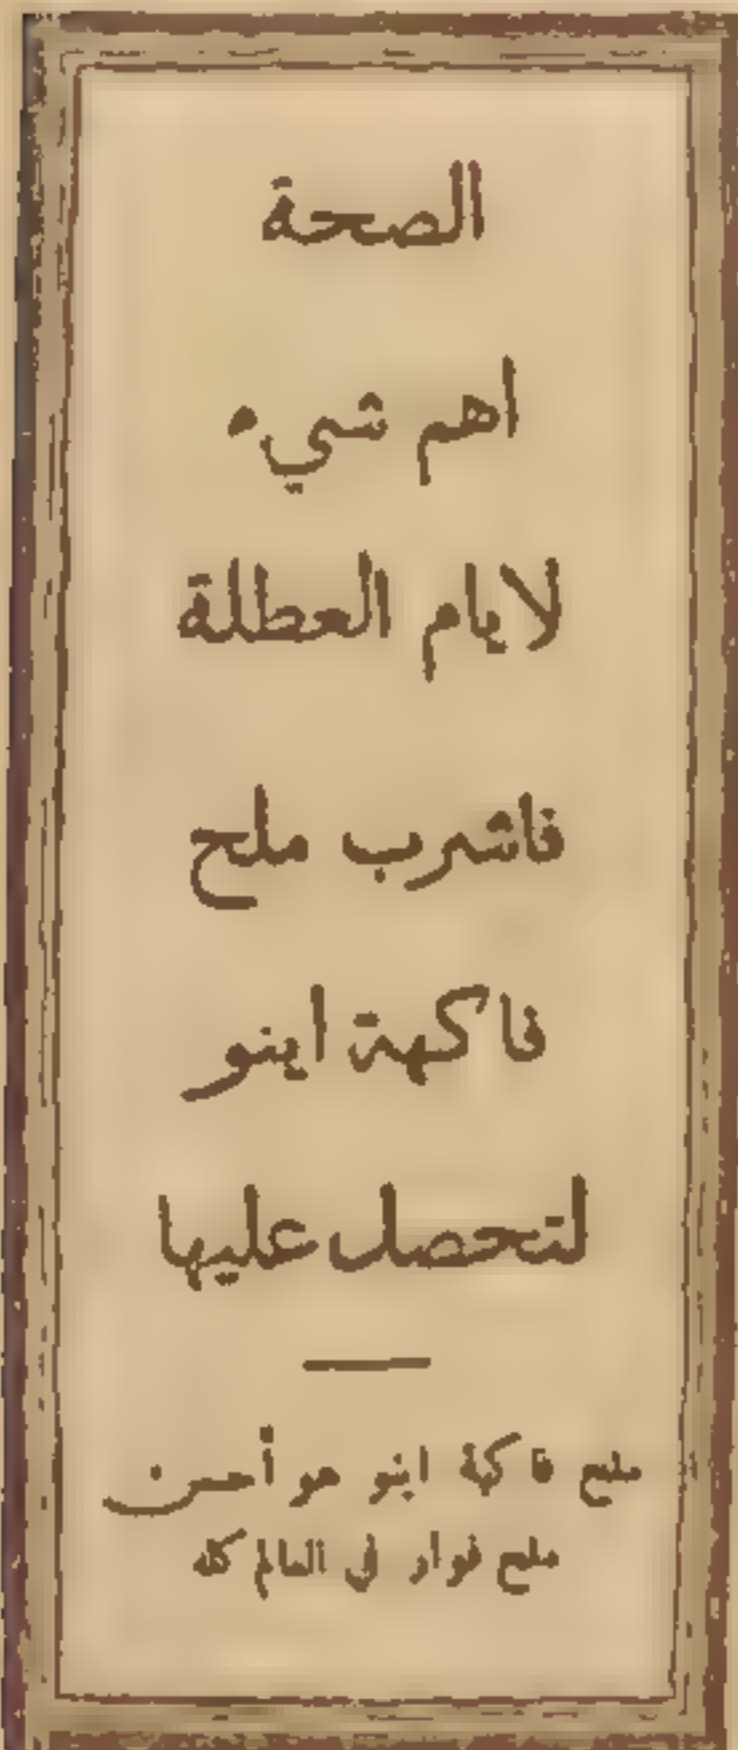 الصحة
اهم شيء
لايام العطلة
فاشرب ملح
فاكهة اينو
لتحصل عليها
ملح فاكهة اينو هو أحسن
ملح فوار في العالم كله